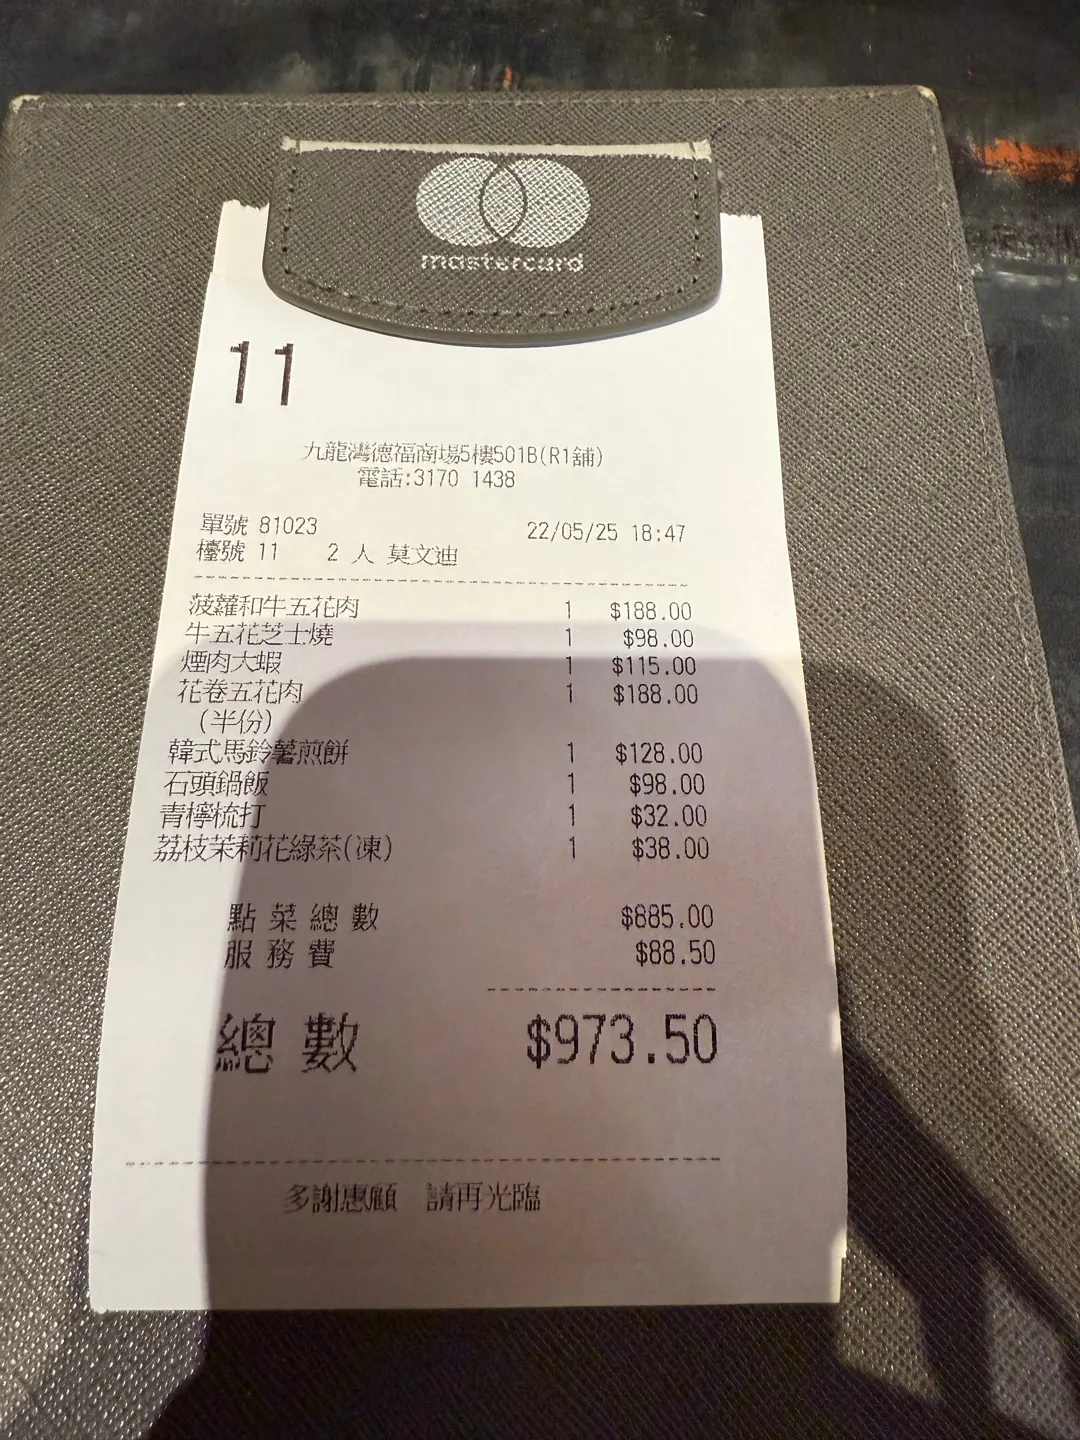 mastercard
11
九龍灣德福商場5樓501B(R1舖)
電話:3170 1438
單號 81023 22/05/25 18:47
檯號 11 2 人 莫文迪
菠蘿和牛五花肉 1 $188.00
牛五花芝士燒 1 $98.00
煙肉大蝦 1 $115.00
花卷五花肉 1 $188.00
(半份)
韓式馬鈴薯煎餅 1 $128.00
石頭鍋飯 1 $98.00
青檸梳打 1 $32.00
荔枝茉莉花綠茶(凍) 1 $38.00
點菜總數 $885.00
服務費 $88.50
總數 $973.50
多謝惠顧 請再光臨